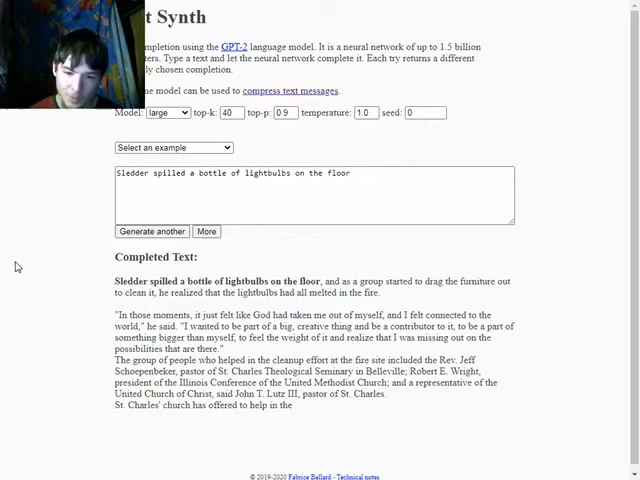 t Synth
mpletion using the GPT-2 language model. It is a neural network of up to 1.5 billion
ters. Type a text and let the neural network complete it. Each try returns a different
ly chosen completion.
me model can be used to compress text messages.
Model: large top-k: 40 top-p: 0.9 temperature: 1.0 seed: 0
Select an example
Sledder spilled a bottle of lightbulbs on the floor
Generate another More
Completed Text:
Sledder spilled a bottle of lightbulbs on the floor, and as a group started to drag the furniture out
to clean it, he realized that the lightbulbs had all melted in the fire.
"In those moments, it just felt like God had taken me out of myself, and I felt connected to the
world," he said. "I wanted to be part of a big, creative thing and be a contributor to it, to be a part of
something bigger than myself, to feel the weight of it and realize that I was missing out on the
possibilities that are there."
The group of people who helped in the cleanup effort at the fire site included the Rev. Jeff
Schoepenbeker, pastor of St. Charles Theological Seminary in Belleville; Robert E. Wright,
president of the Illinois Conference of the United Methodist Church; and a representative of the
United Church of Christ, said John T. Lutz III, pastor of St. Charles.
St. Charles' church has offered to help in the
© 2019-2020 Fabrice Bellard - Technical notes